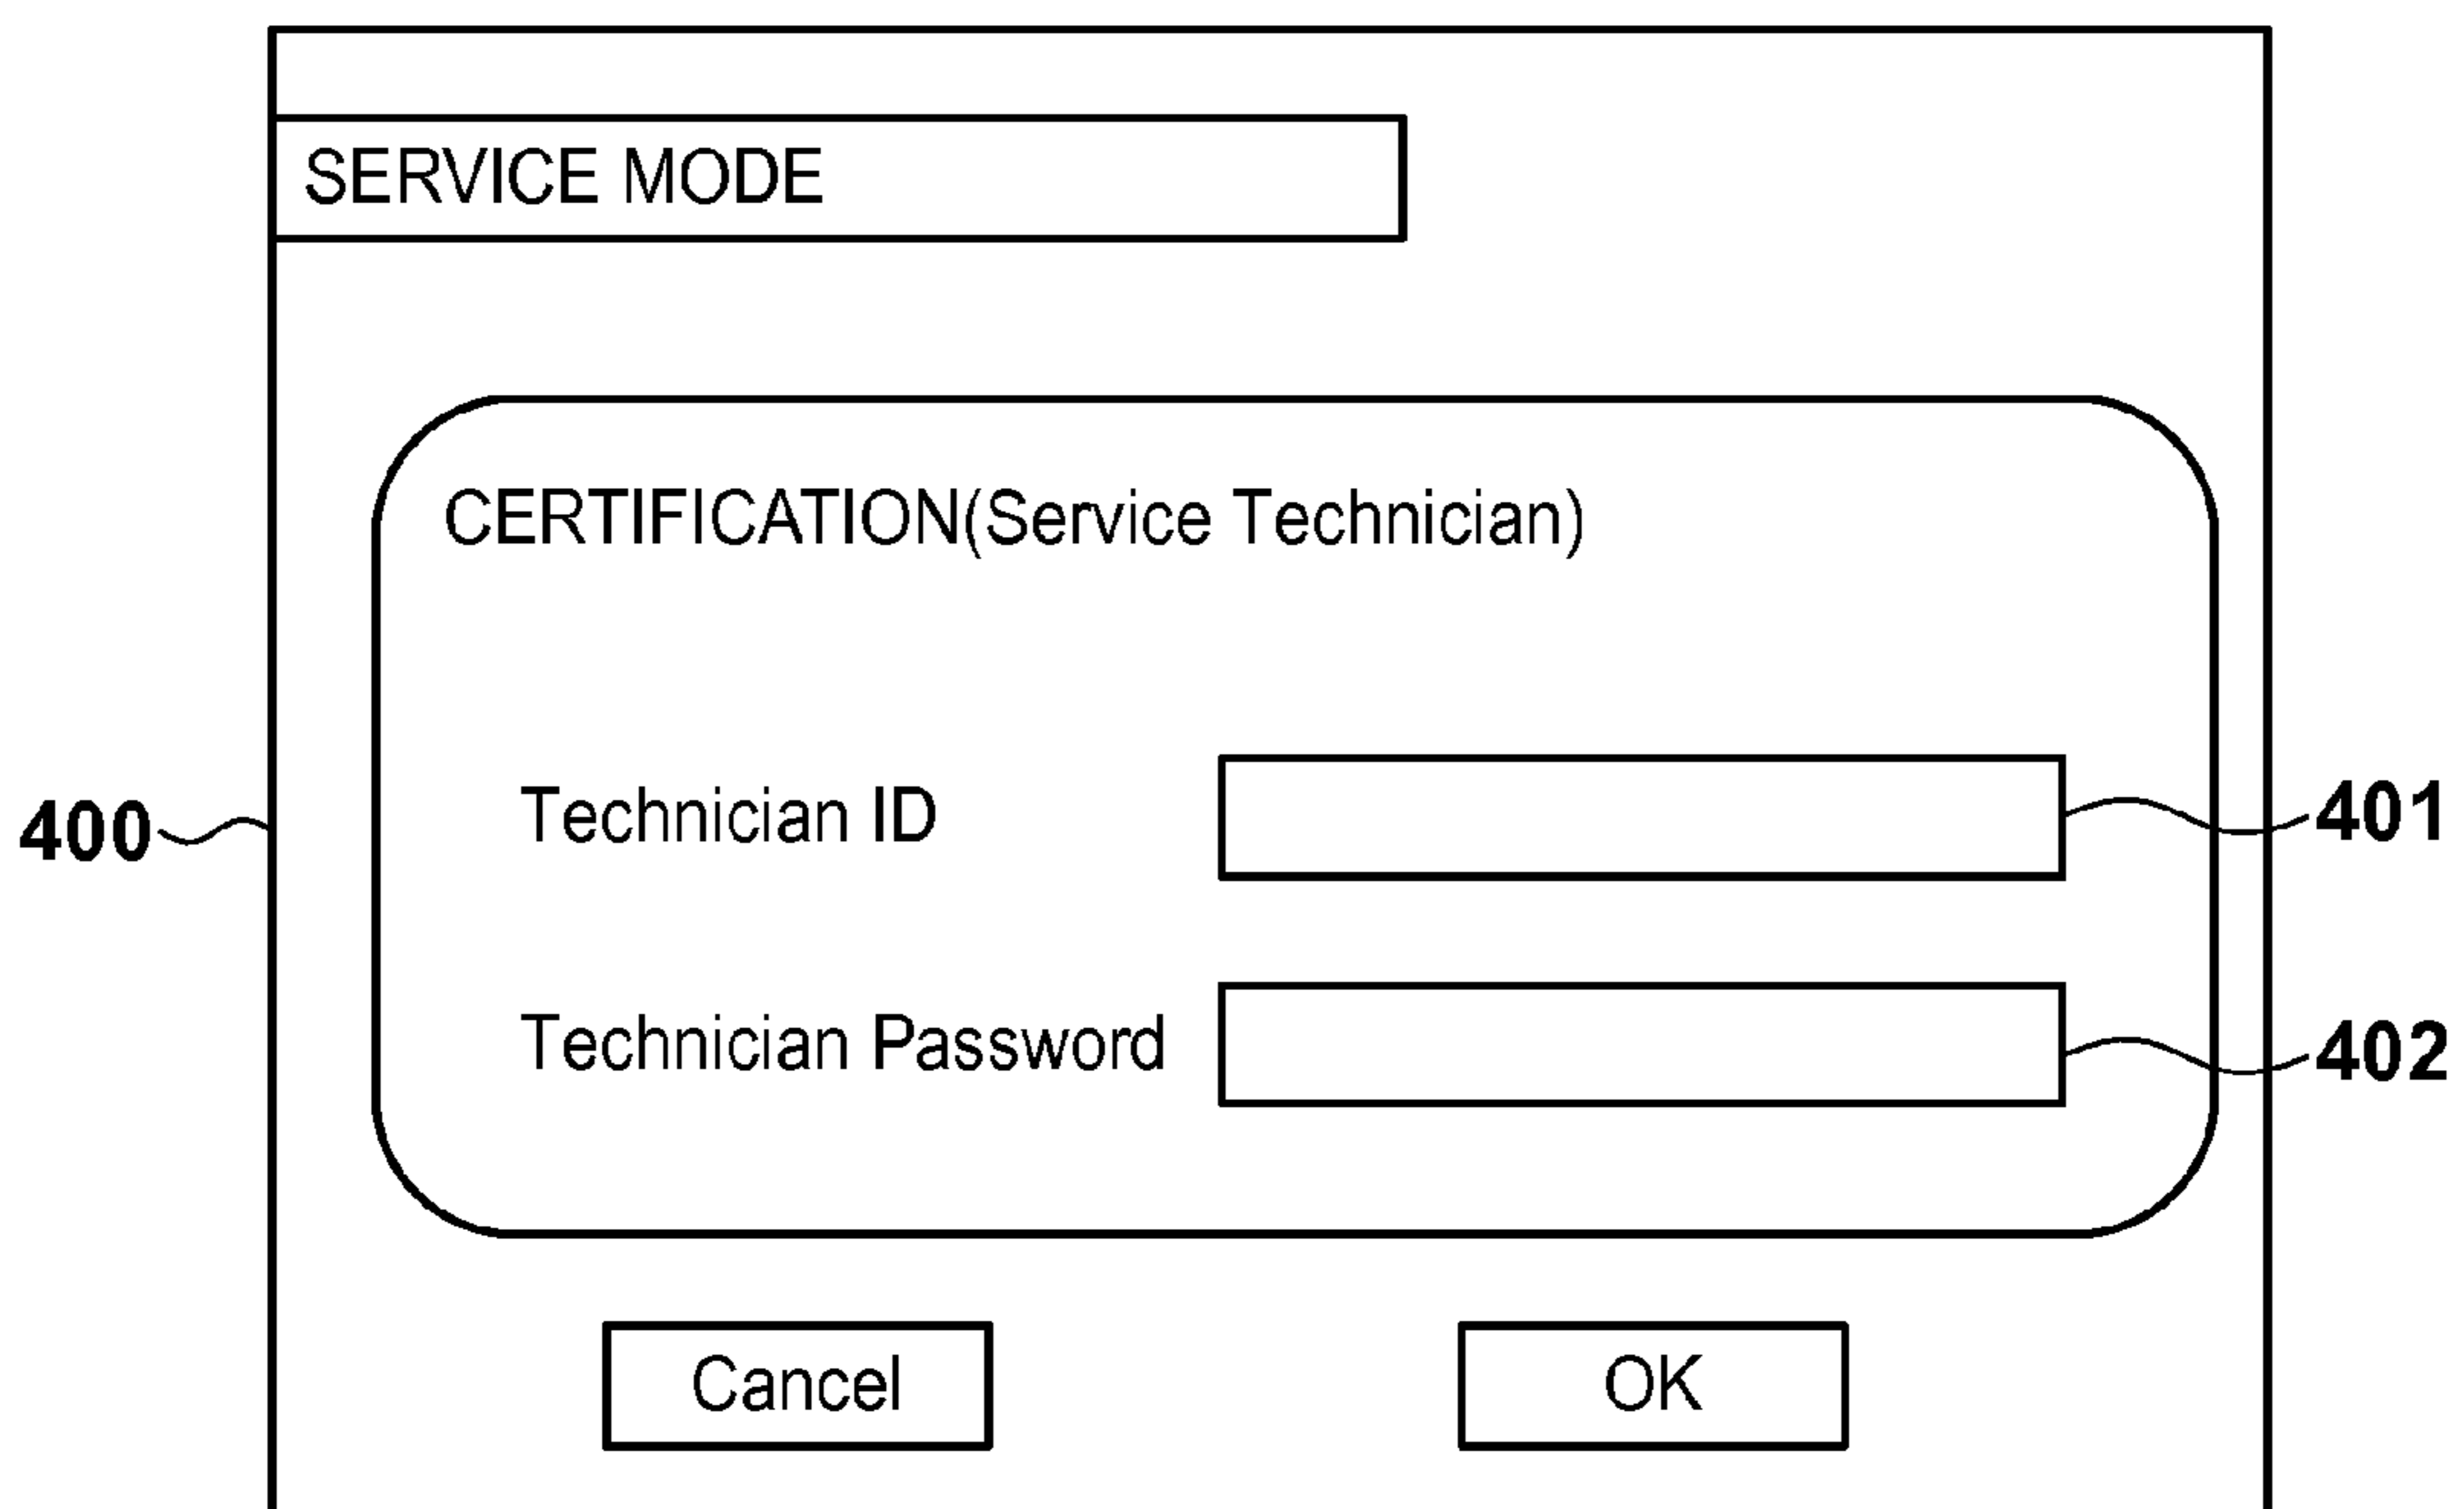 SERVICE MODE
CERTIFICATION(Service Technician)
400
Technician ID
401
Technician Password
402
Cancel
OK